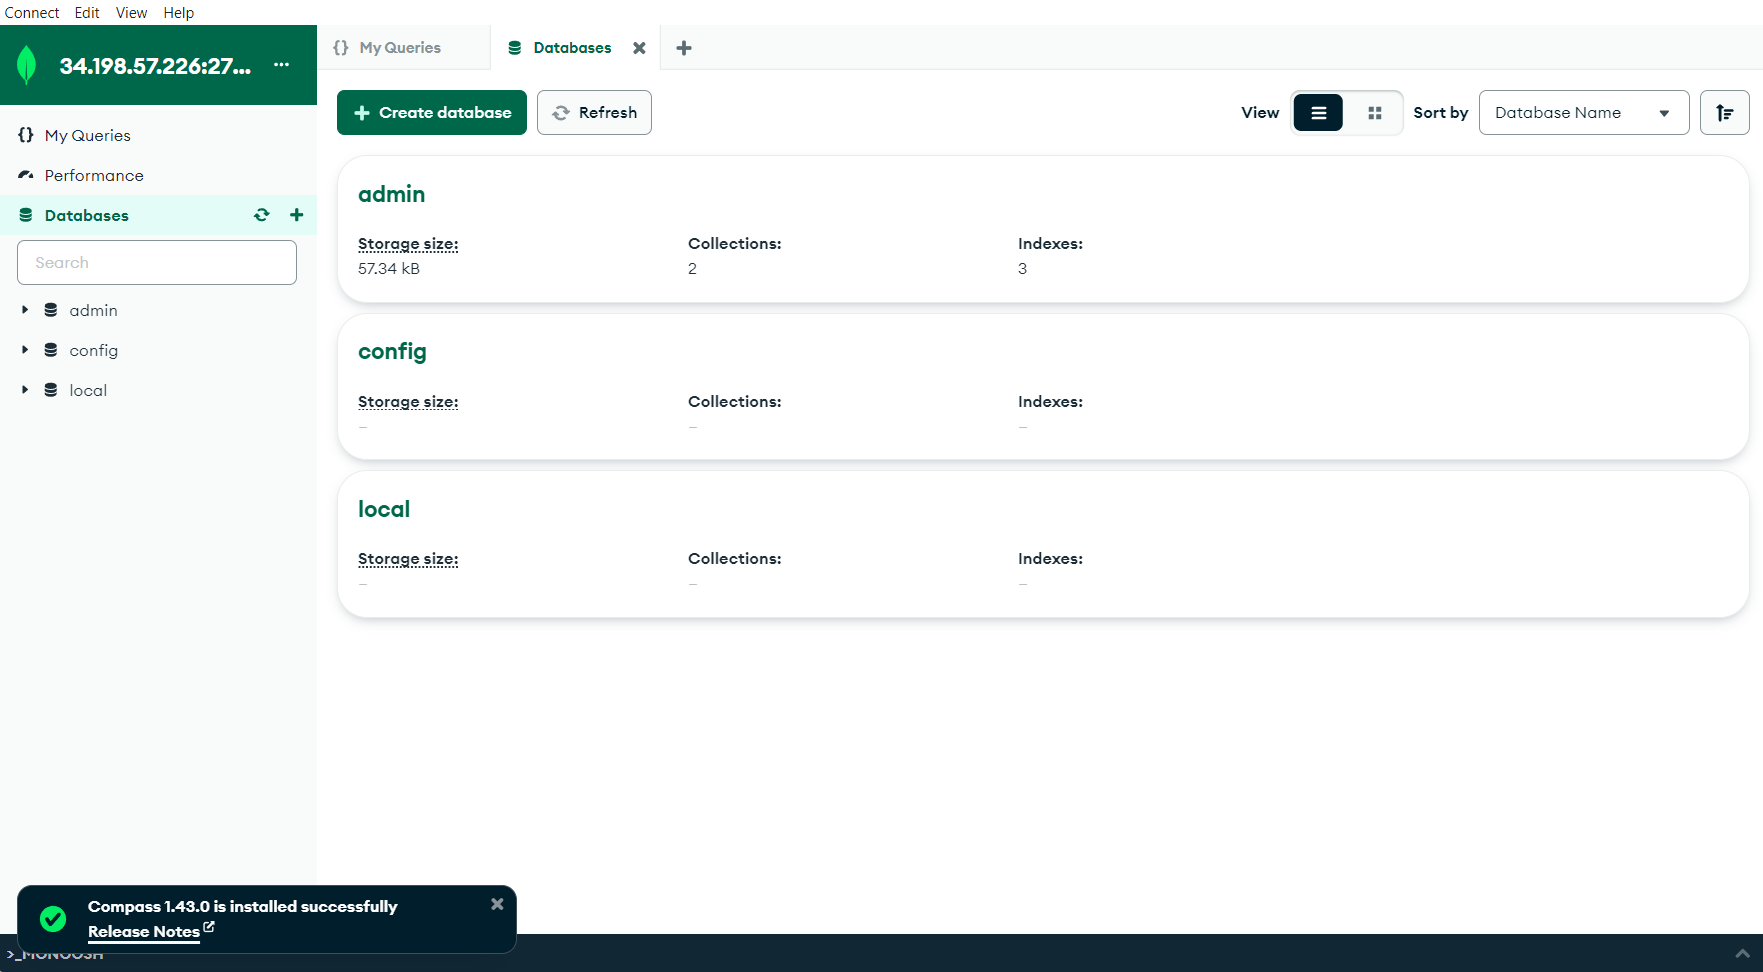 Connect Edit View Help
34.198.57.226:27...
My Queries
Databases
My Queries
Performance
Databases
Search
admin
config
local
Create database
Refresh
View
Sort by
Database Name
admin
Storage size: Collections: Indexes:
57.34 kB 2 3
config
Storage size: Collections: Indexes:
– – –
local
Storage size: Collections: Indexes:
– – –
Compass 1.43.0 is installed successfully
Release Notes
>_MONGOSH